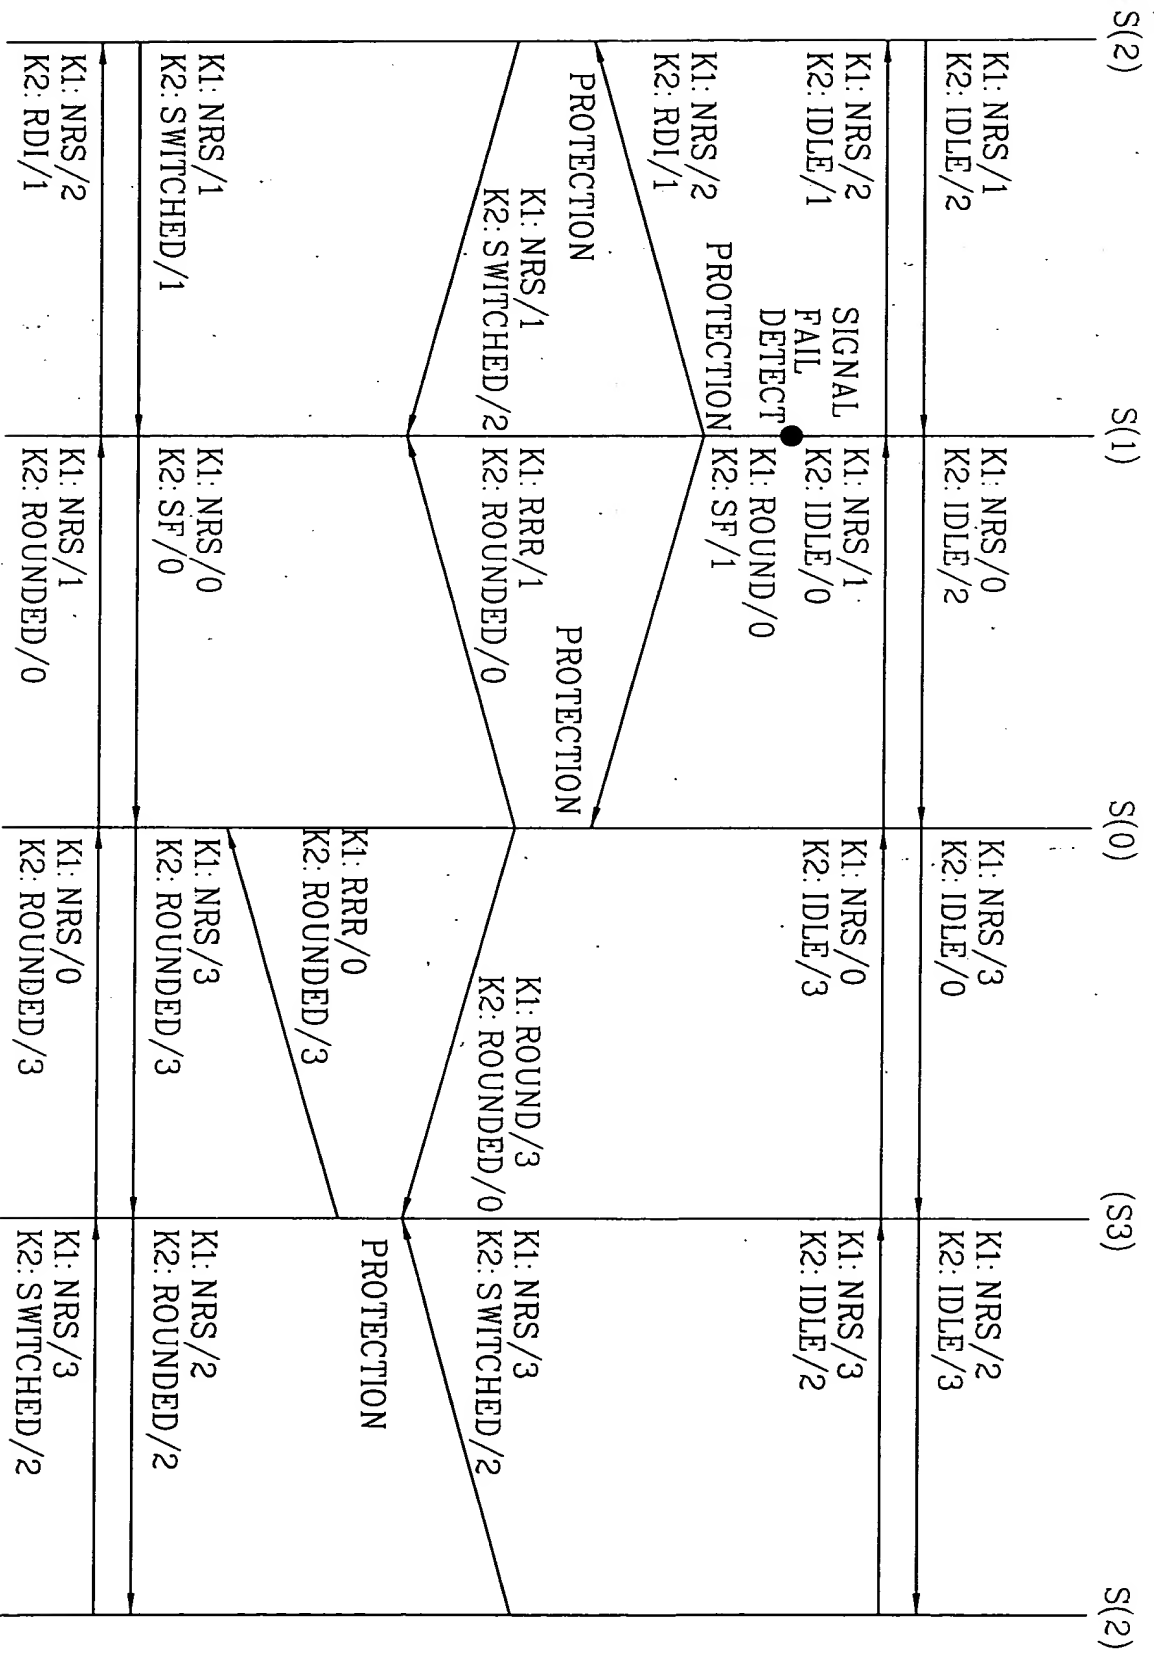 S(2)
S(1)
S(0)
(S3)
S(2)
K1: NRS/1
K2: IDLE/2
K1: NRS/0
K2: IDLE/2
K1: NRS/3
K2: IDLE/0
K1: NRS/2
K2: IDLE/3
K1: NRS/2
K2: IDLE/1
K1: NRS/1
K2: IDLE/0
K1: NRS/0
K2: IDLE/3
K1: NRS/3
K2: IDLE/2
SIGNAL
FAIL
DETECT
K1: ROUND/0
K2: SF/1
PROTECTION
K1: NRS/2
K2: RDI/1
PROTECTION
PROTECTION
K1: NRS/1
K2: SWITCHED/2
K1: RRR/1
K2: ROUNDED/0
K1: ROUND/3
K2: ROUNDED/0
K1: NRS/3
K2: SWITCHED/2
PROTECTION
K1: RRR/0
K2: ROUNDED/3
K1: NRS/1
K2: SWITCHED/1
K1: NRS/0
K2: SF/0
K1: NRS/3
K2: ROUNDED/3
K1: NRS/2
K2: ROUNDED/2
K1: NRS/2
K2: RDI/1
K1: NRS/1
K2: ROUNDED/0
K1: NRS/0
K2: ROUNDED/3
K1: NRS/3
K2: SWITCHED/2